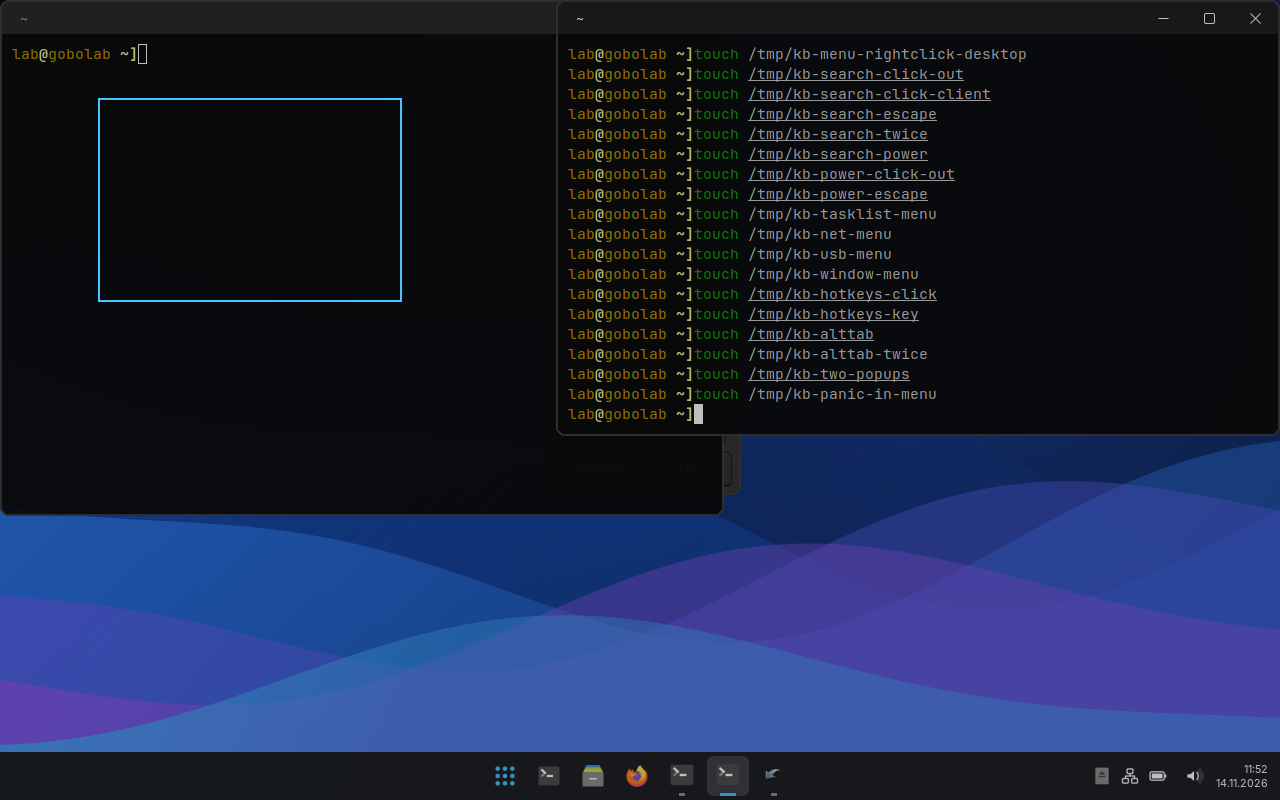 ~
lab@gobolab ~]
~
lab@gobolab ~]touch /tmp/kb-menu-rightclick-desktop
lab@gobolab ~]touch /tmp/kb-search-click-out
lab@gobolab ~]touch /tmp/kb-search-click-client
lab@gobolab ~]touch /tmp/kb-search-escape
lab@gobolab ~]touch /tmp/kb-search-twice
lab@gobolab ~]touch /tmp/kb-search-power
lab@gobolab ~]touch /tmp/kb-power-click-out
lab@gobolab ~]touch /tmp/kb-power-escape
lab@gobolab ~]touch /tmp/kb-tasklist-menu
lab@gobolab ~]touch /tmp/kb-net-menu
lab@gobolab ~]touch /tmp/kb-usb-menu
lab@gobolab ~]touch /tmp/kb-window-menu
lab@gobolab ~]touch /tmp/kb-hotkeys-click
lab@gobolab ~]touch /tmp/kb-hotkeys-key
lab@gobolab ~]touch /tmp/kb-alttab
lab@gobolab ~]touch /tmp/kb-alttab-twice
lab@gobolab ~]touch /tmp/kb-two-popups
lab@gobolab ~]touch /tmp/kb-panic-in-menu
lab@gobolab ~]
Cancel OK
11:52
14.11.2026